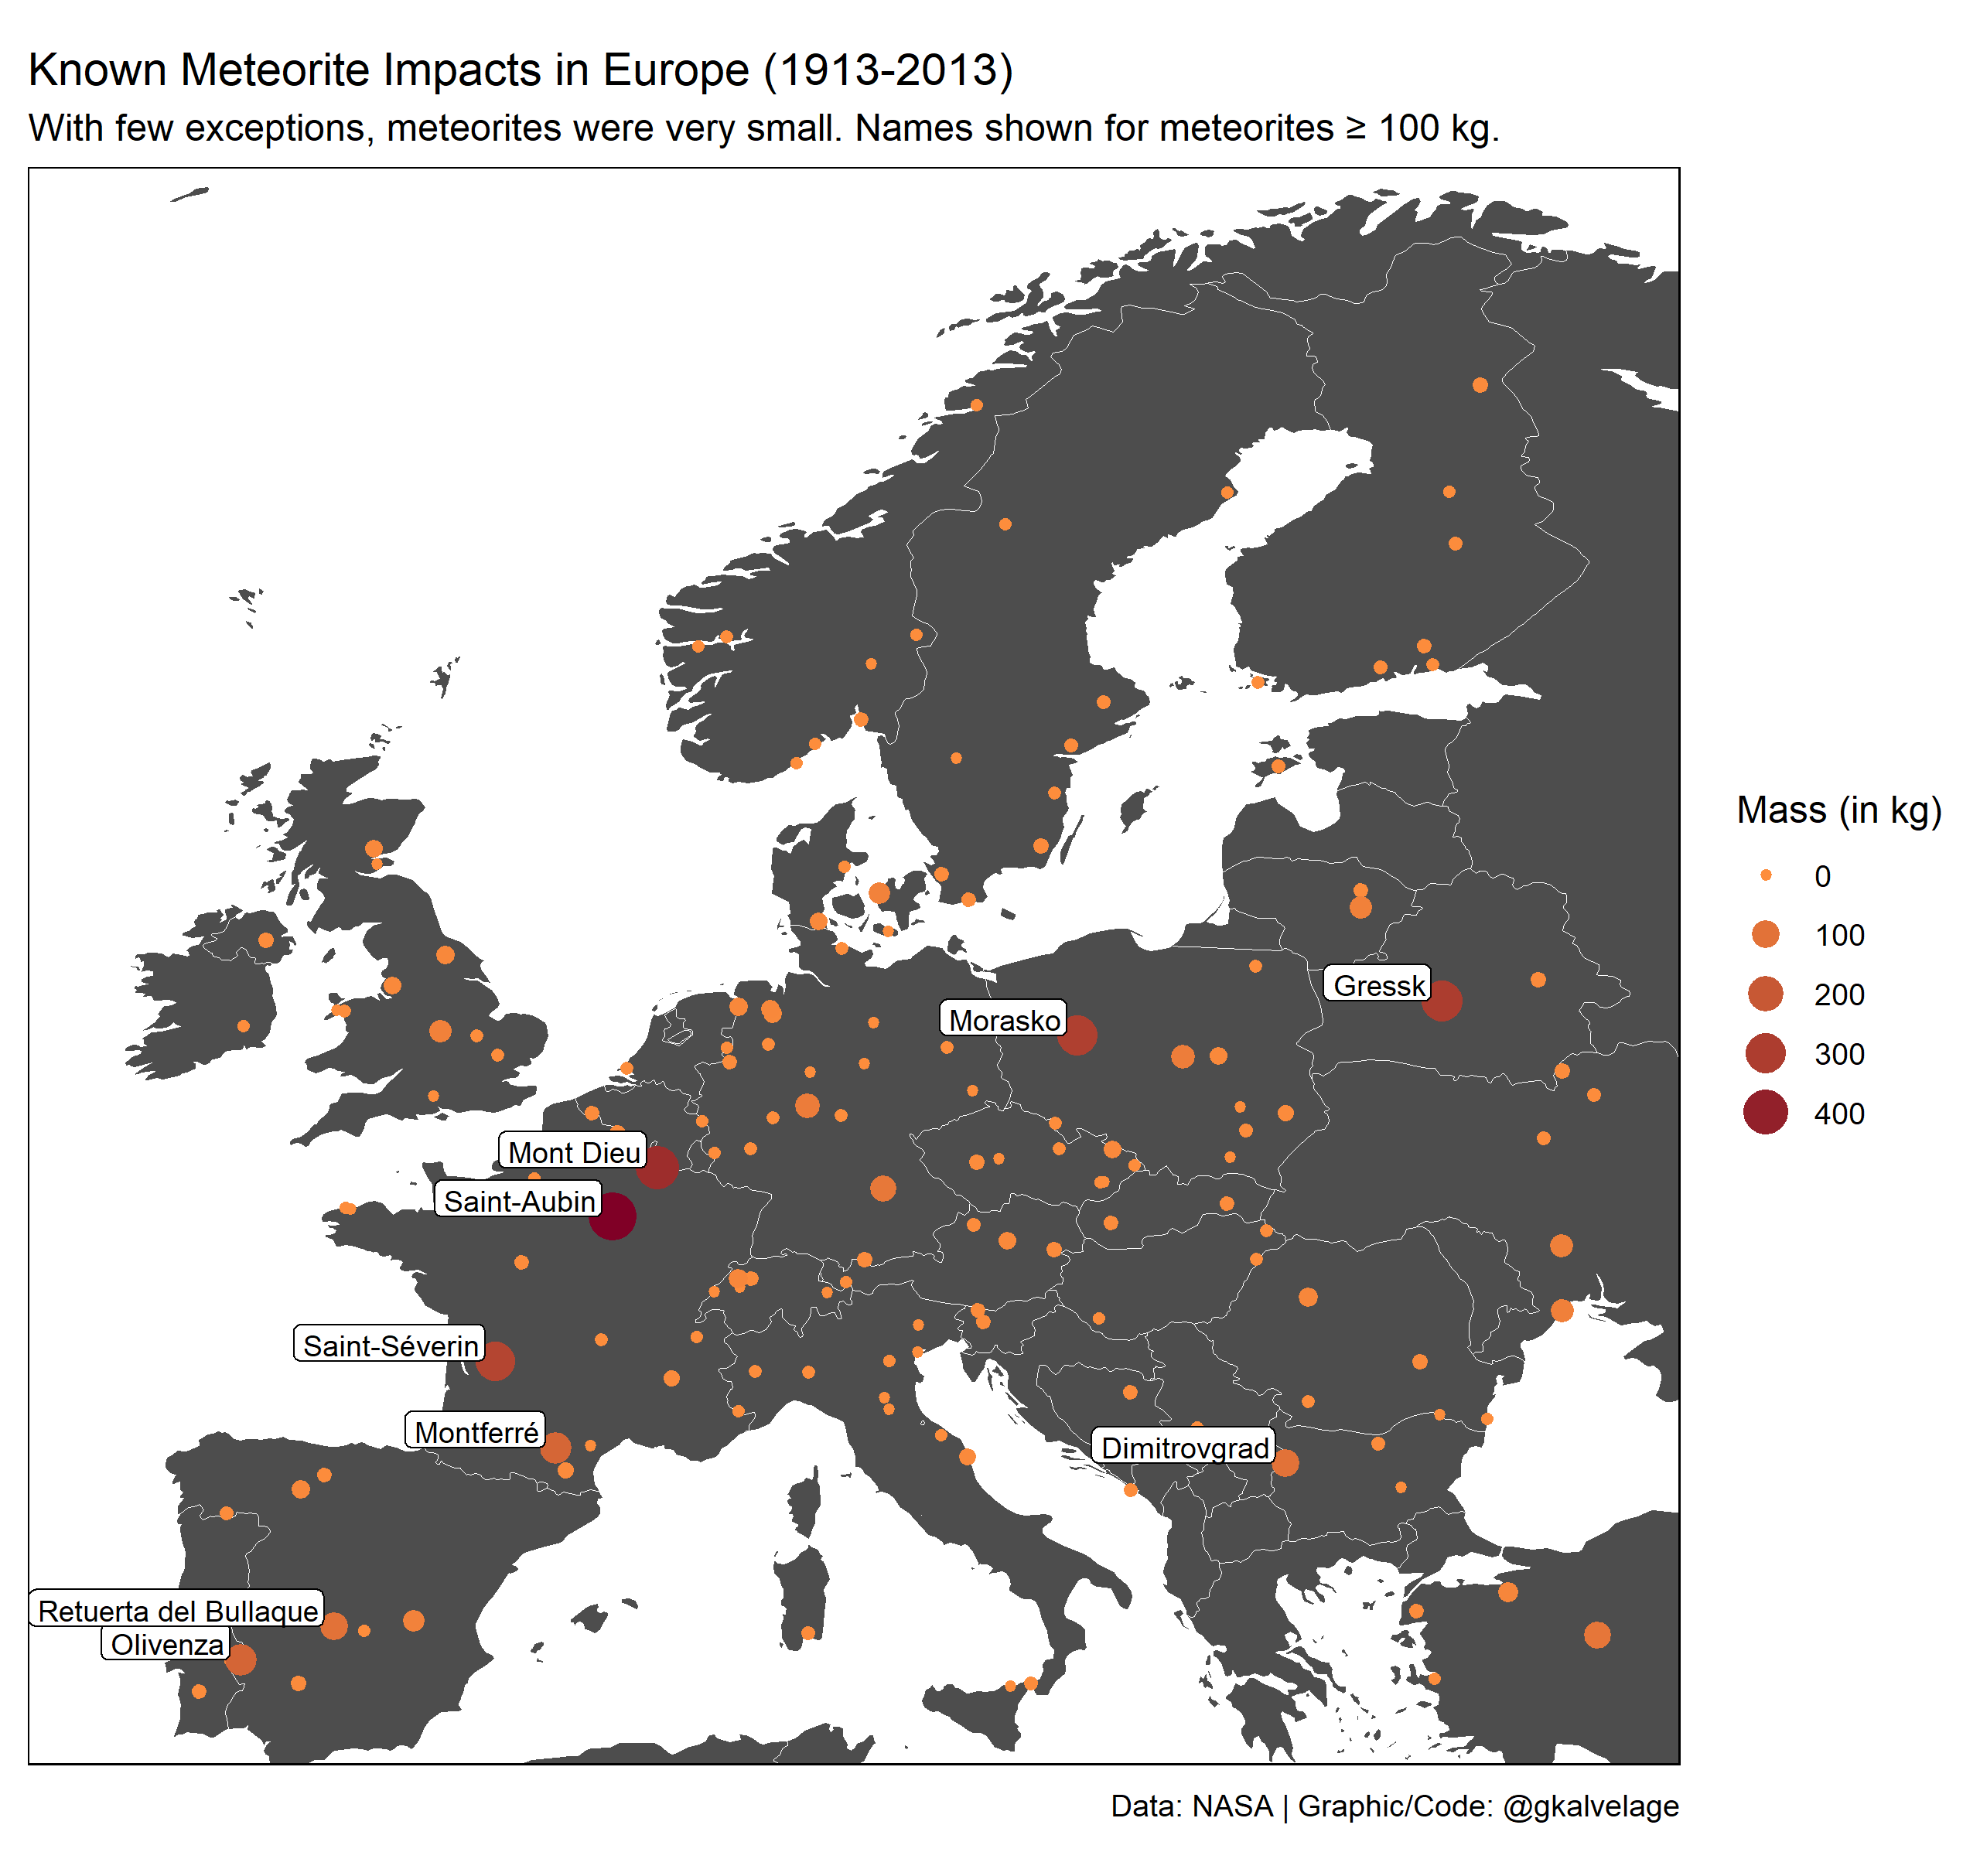 Known Meteorite Impacts in Europe (1913-2013)
With few exceptions, meteorites were very small. Names shown for meteorites ≥ 100 kg.
Gressk
Morasko
Mont Dieu
Saint-Aubin
Saint-Séverin
Montferré
Dimitrovgrad
Retuerta del Bullaque
Olivenza
Mass (in kg)
0
100
200
300
400
Data: NASA | Graphic/Code: @gkalvelage